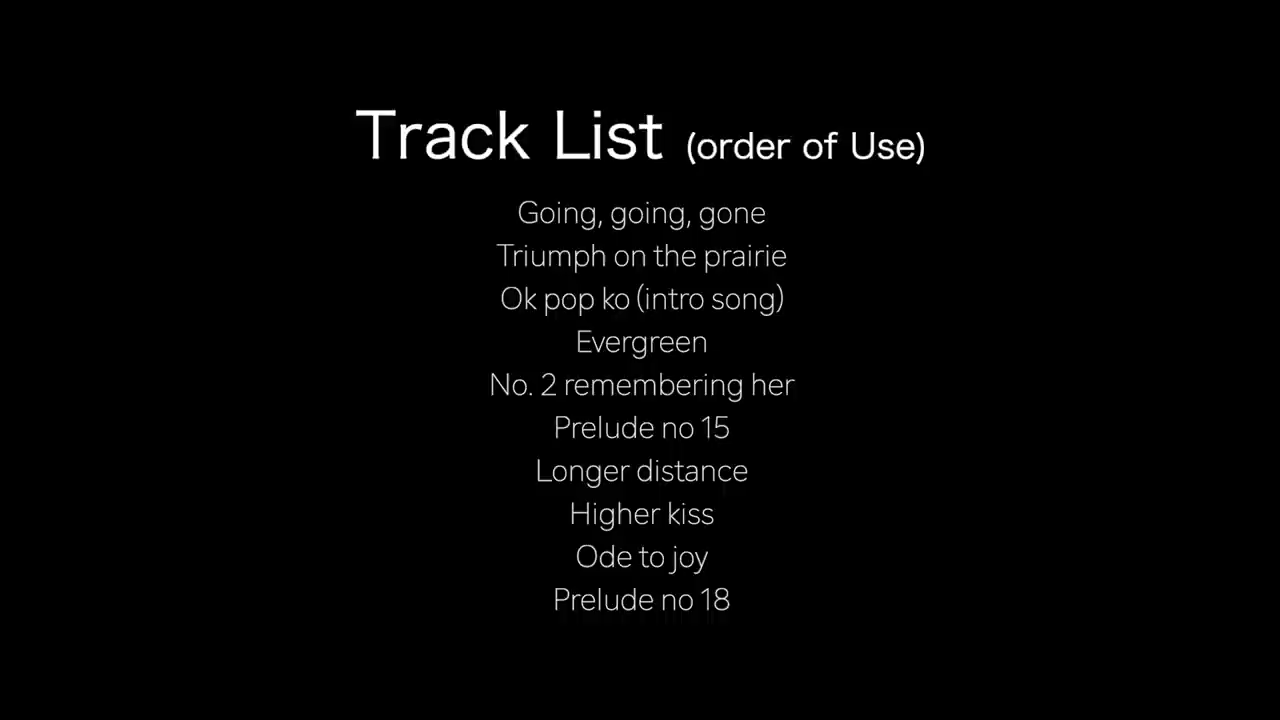 Track List (order of Use)
Going, going, gone
Triumph on the prairie
Ok pop ko (intro song)
Evergreen
No. 2 remembering her
Prelude no 15
Longer distance
Higher kiss
Ode to joy
Prelude no 18